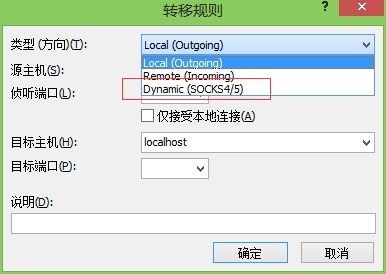 转移规则
类型 (方向)(T): Local (Outgoing)
Local (Outgoing)
源主机(S): Remote (Incoming)
侦听端口(L): Dynamic (SOCKS4/5)
仅接受本地连接(A)
目标主机(H): localhost
目标端口(P):
说明(D):
确定 取消